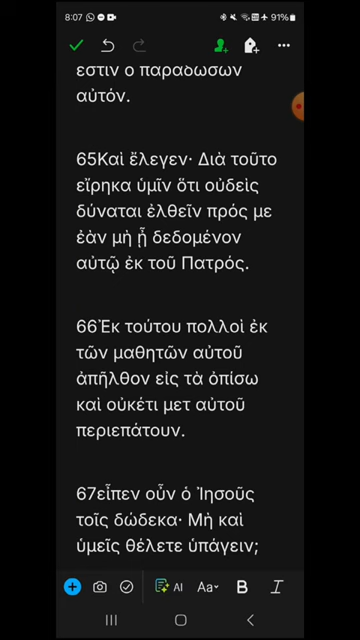 8:07
91%
εστιν ο παραδωσων
αὐτόν.
65Καὶ ἔλεγεν· Διὰ τοῦτο
εἴρηκα ὑμῖν ὅτι οὐδεὶς
δύναται ἐλθεῖν πρός με
ἐὰν μὴ ᾖ δεδομένον
αὐτῷ ἐκ τοῦ Πατρός.
66Ἐκ τούτου πολλοὶ ἐκ
τῶν μαθητῶν αὐτοῦ
ἀπῆλθον εἰς τὰ ὀπίσω
καὶ οὐκέτι μετ αὐτοῦ
περιεπάτουν.
67εἶπεν οὖν ὁ Ἰησοῦς
τοῖς δώδεκα· Μὴ καὶ
ὑμεῖς θέλετε ὑπάγειν;
AI Aa B I